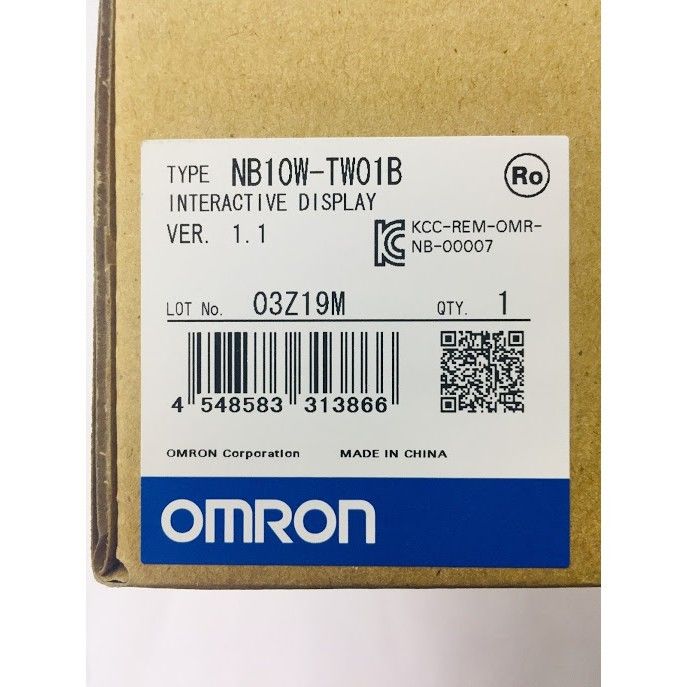 TYPE NB10W-TW01B
Ro
INTERACTIVE DISPLAY
VER. 1.1
KCC-REM-OMR-
NB-00007
LOT No. 03Z19M QTY. 1
4 548583 313866
OMRON Corporation MADE IN CHINA
OMRON